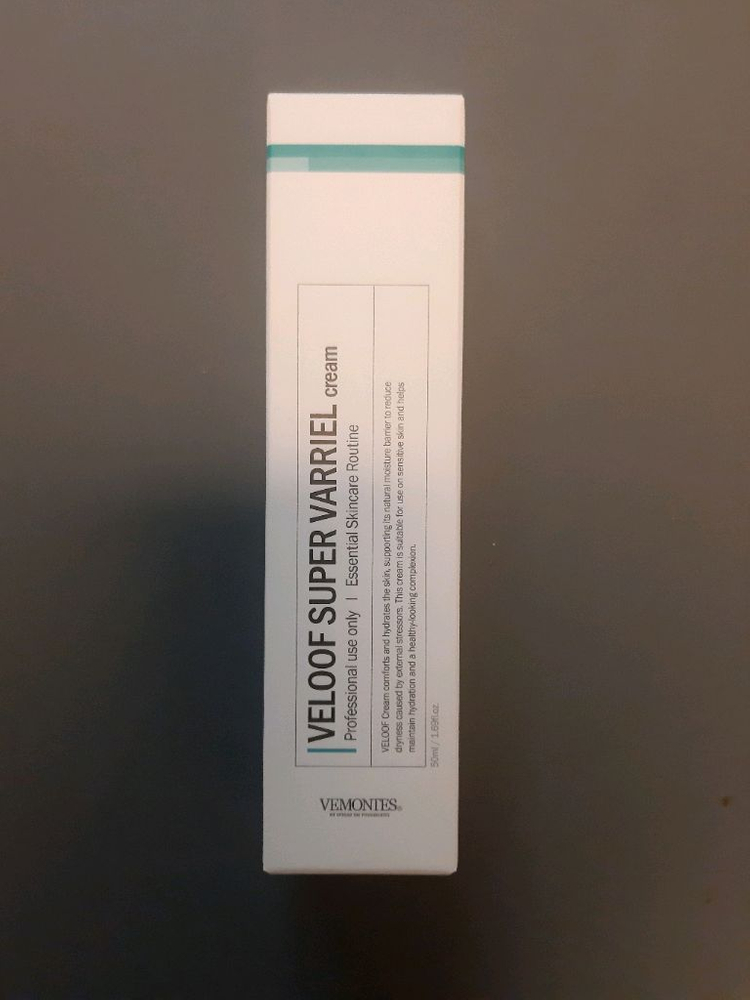 VELOOF SUPER VARRIEL cream
Professional use only | Essential Skincare Routine
VELOOF Cream comforts and hydrates the skin, supporting its natural moisture barrier to reduce
dryness caused by external stressors. This cream is suitable for use on sensitive skin and helps
maintain hydration and a healthy-looking complexion.
50ml / 1.69fl.oz
VEMONTES